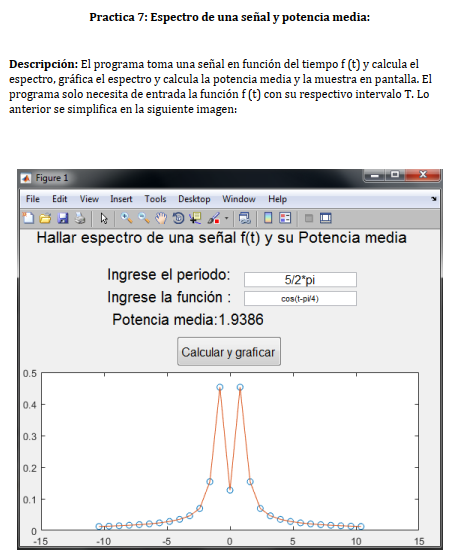 Practica 7: Espectro de una señal y potencia media:
Descripción: El programa toma una señal en función del tiempo f (t) y calcula el
espectro, gráfica el espectro y calcula la potencia media y la muestra en pantalla. El
programa solo necesita de entrada la función f (t) con su respectivo intervalo T. Lo
anterior se simplifica en la siguiente imagen:
Figure 1
File Edit View Insert Tools Desktop Window Help
Hallar espectro de una señal f(t) y su Potencia media
Ingrese el periodo: 5/2*pi
Ingrese la función : cos(t-pi/4)
Potencia media:1.9386
Calcular y graficar
0.5
0.4
0.3
0.2
0.1
0
-15 -10 -5 0 5 10 15